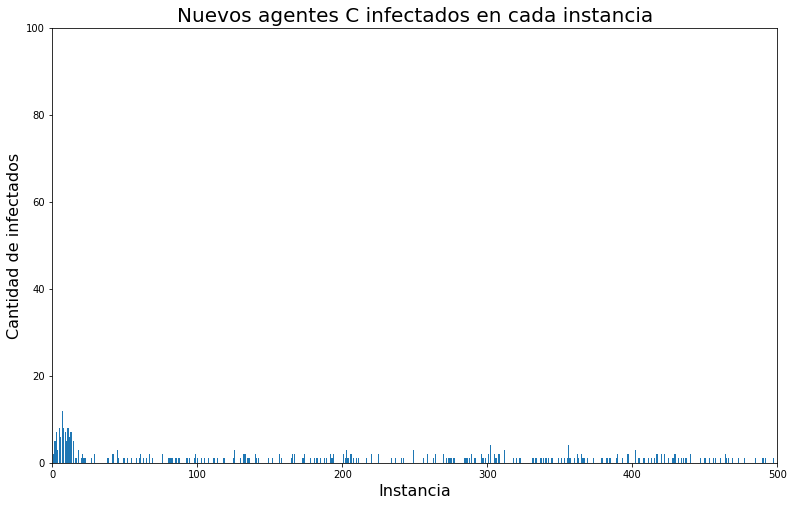 Nuevos agentes C infectados en cada instancia
100
80
60
40
20
0
Cantidad de infectados
0 100 200 300 400 500
Instancia